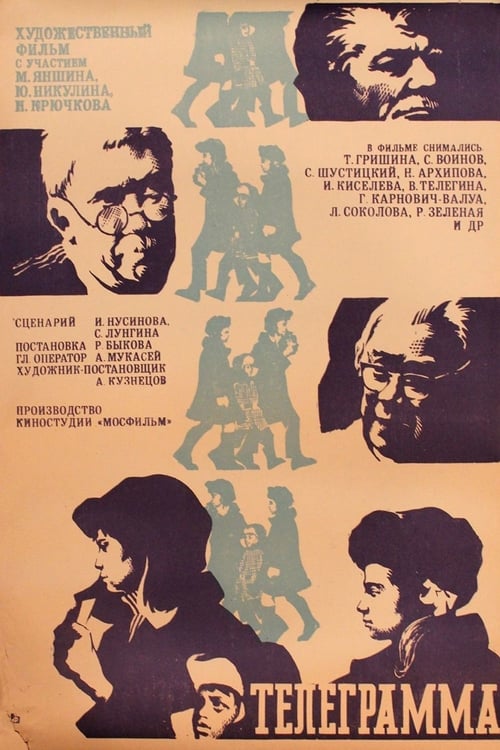 ХУДОЖЕСТВЕННЫЙ
ФИЛЬМ
С УЧАСТИЕМ
М. ЯНШИНА,
Ю. НИКУЛИНА,
Н. КРЮЧКОВА
В ФИЛЬМЕ СНИМАЛИСЬ
Т. ГРИШИНА, С. ВОИНОВ,
С. ШУСТИЦКИЙ, Н. АРХИПОВА,
И. КИСЕЛЕВА, В. ТЕЛЕГИНА,
Г. КАРНОВИЧ-ВАЛУА,
Л. СОКОЛОВА, Р. ЗЕЛЕНАЯ
И ДР
СЦЕНАРИЙ И. НУСИНОВА,
С. ЛУНГИНА
ПОСТАНОВКА Р. БЫКОВА
ГЛ ОПЕРАТОР А. МУКАСЕЙ
ХУДОЖНИК-ПОСТАНОВЩИК
А. КУЗНЕЦОВ
ПРОИЗВОДСТВО
КИНОСТУДИИ «МОСФИЛЬМ»
ТЕЛЕГРАММА